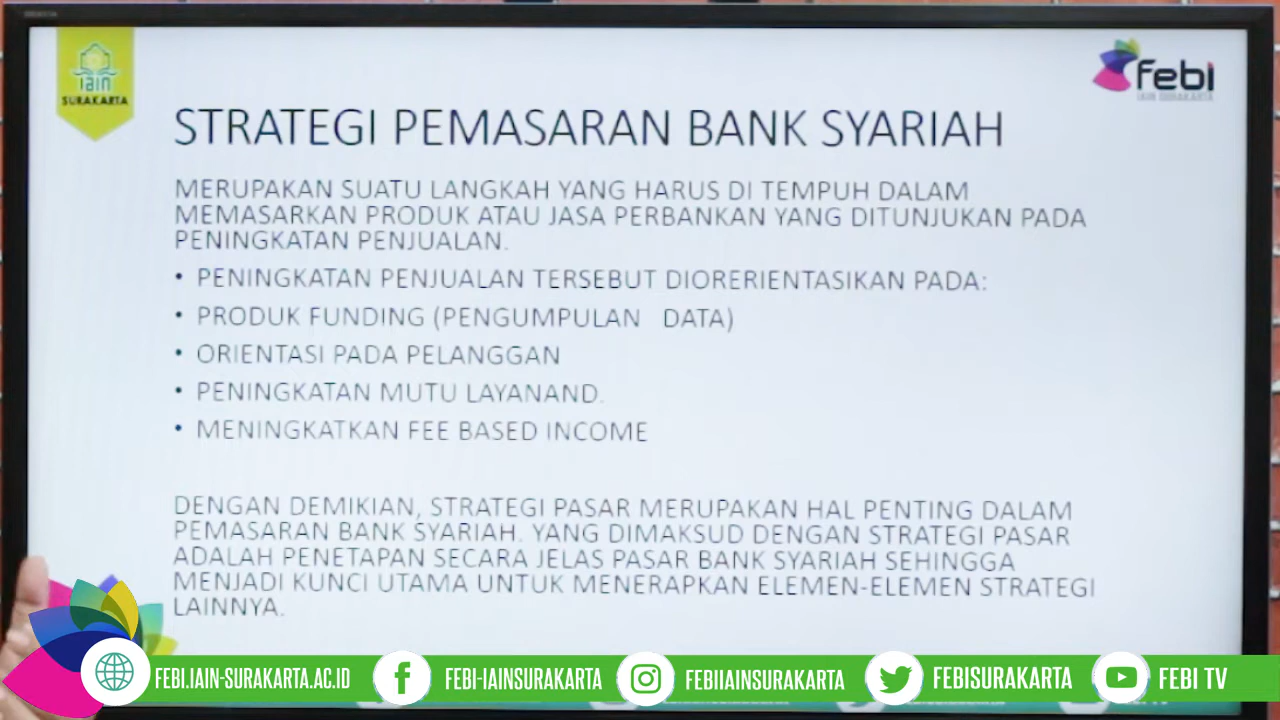 iain
SURAKARTA
febi
IAIN SURAKARTA
STRATEGI PEMASARAN BANK SYARIAH
MERUPAKAN SUATU LANGKAH YANG HARUS DI TEMPUH DALAM
MEMASARKAN PRODUK ATAU JASA PERBANKAN YANG DITUNJUKAN PADA
PENINGKATAN PENJUALAN.
• PENINGKATAN PENJUALAN TERSEBUT DIORERIENTASIKAN PADA:
• PRODUK FUNDING (PENGUMPULAN DATA)
• ORIENTASI PADA PELANGGAN
• PENINGKATAN MUTU LAYANAND.
• MENINGKATKAN FEE BASED INCOME
DENGAN DEMIKIAN, STRATEGI PASAR MERUPAKAN HAL PENTING DALAM
PEMASARAN BANK SYARIAH. YANG DIMAKSUD DENGAN STRATEGI PASAR
ADALAH PENETAPAN SECARA JELAS PASAR BANK SYARIAH SEHINGGA
MENJADI KUNCI UTAMA UNTUK MENERAPKAN ELEMEN-ELEMEN STRATEGI
LAINNYA.
FEBI.IAIN-SURAKARTA.AC.ID FEBI-IAINSURAKARTA FEBIIAINSURAKARTA FEBISURAKARTA FEBI TV